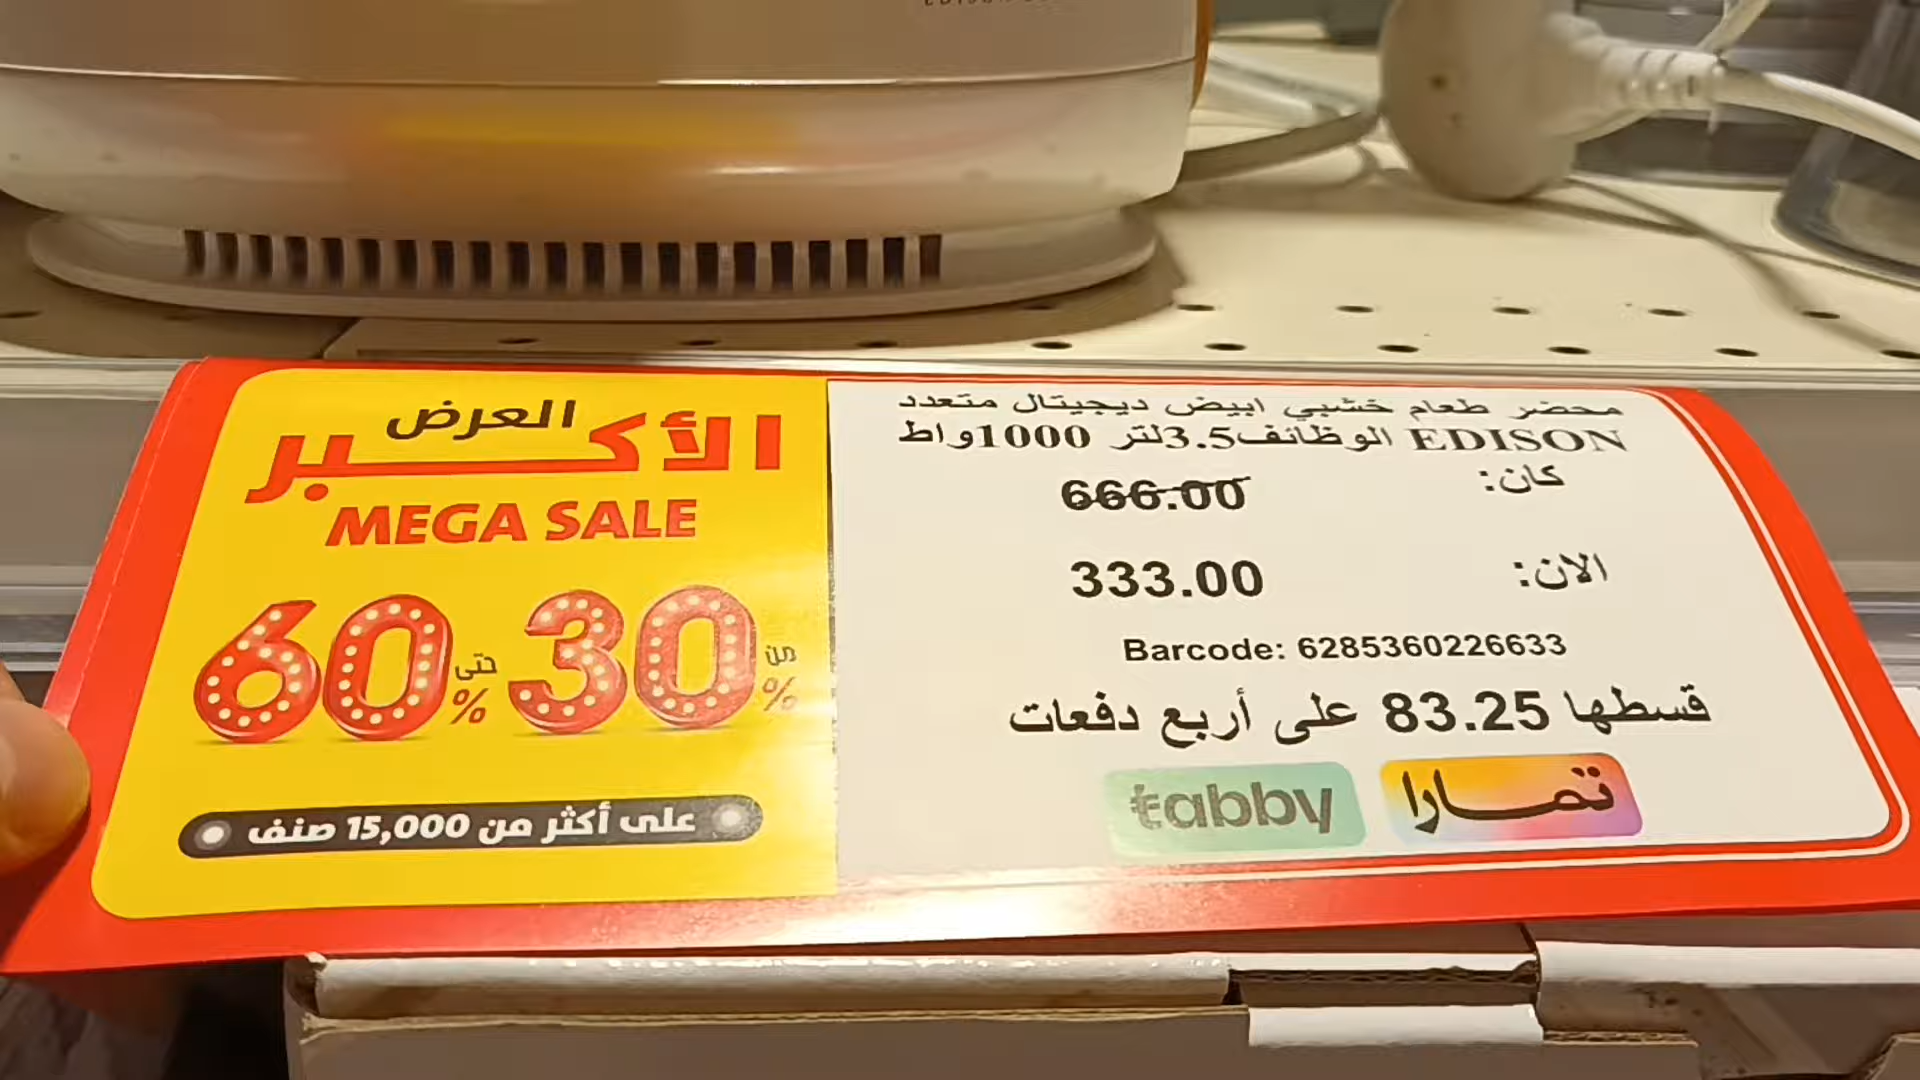 العرض
الأكبر
MEGA SALE
من 30% حتى 60%
على أكثر من 15,000 صنف
محضر طعام خشبي ابيض ديجيتال متعدد
الوظائف3.5لتر 1000واط EDISON
كان: 666.00
الان: 333.00
Barcode: 6285360226633
قسطها 83.25 على أربع دفعات
tabby تمارا